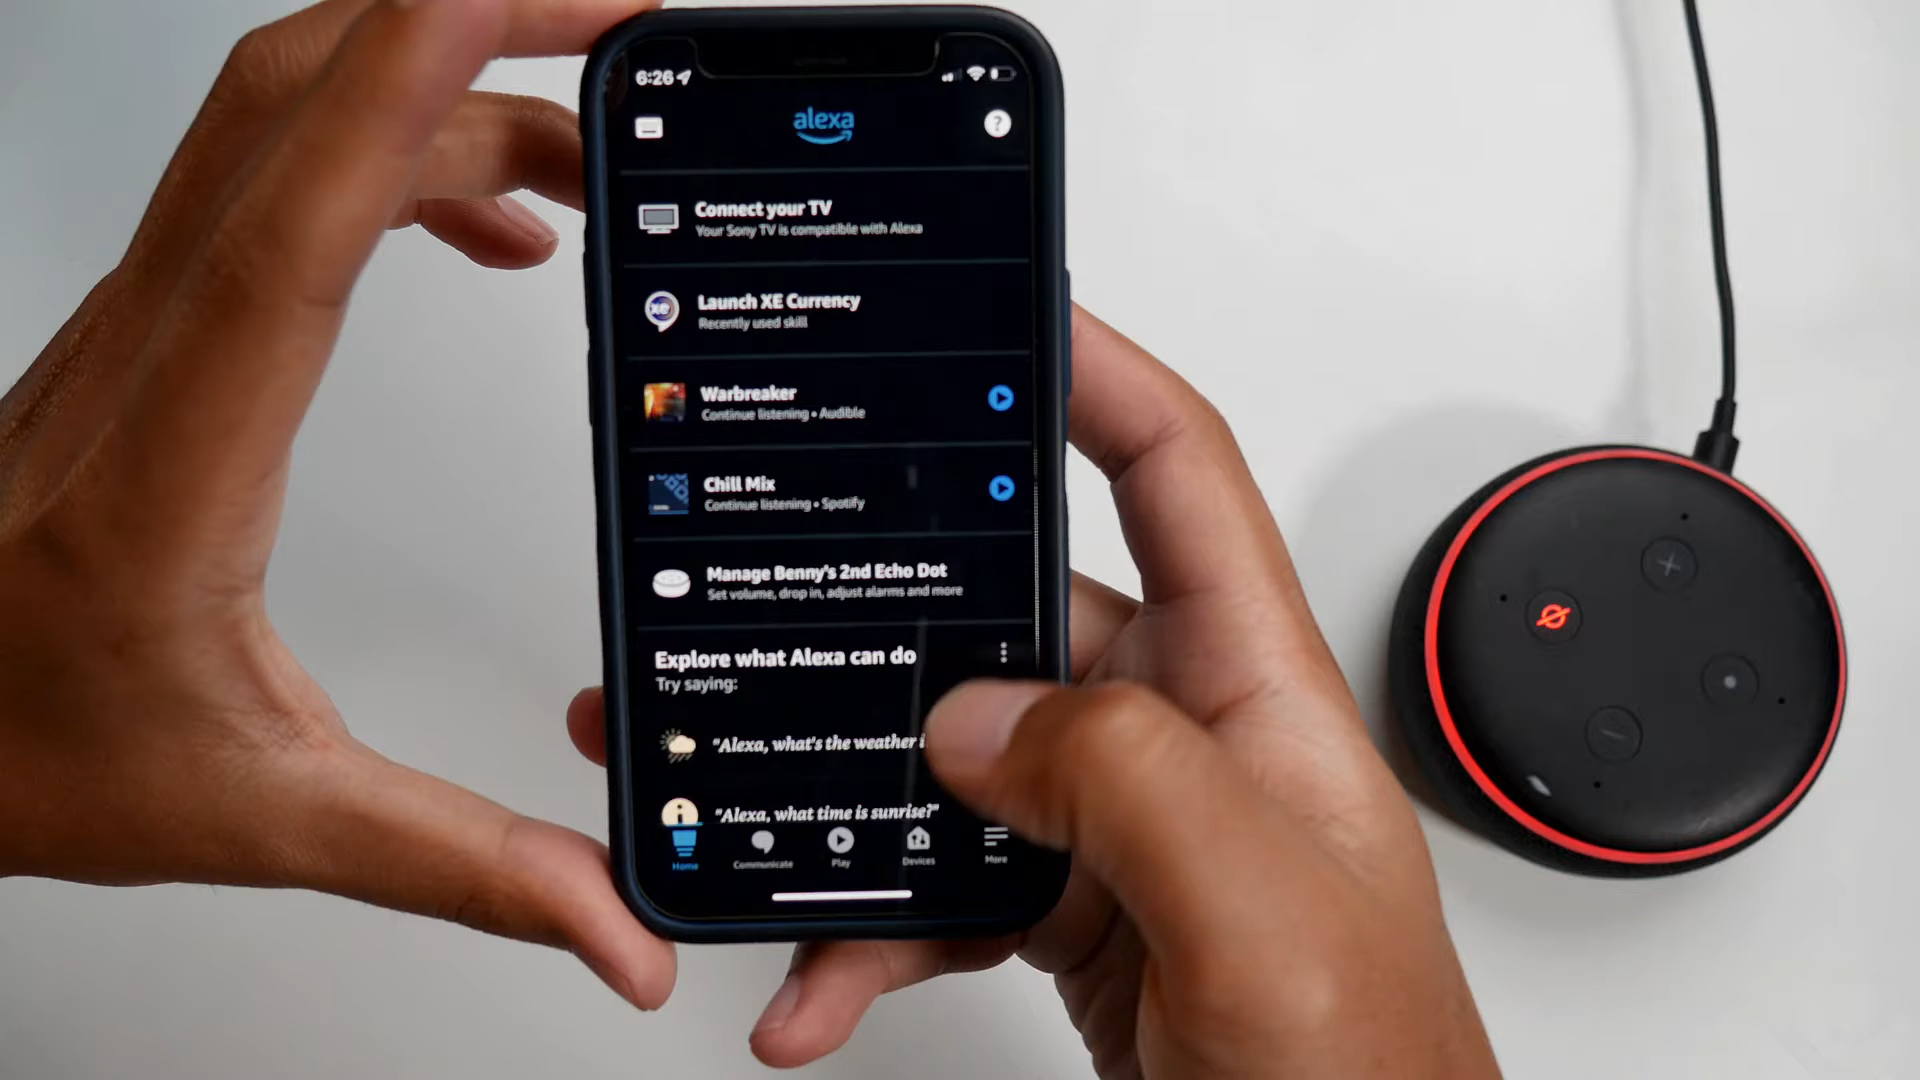 6:26
alexa
?
Connect your TV
Your Sony TV is compatible with Alexa
xe
Launch XE Currency
Recently used skill
Warbreaker
Continue listening • Audible
Chill Mix
Continue listening • Spotify
Manage Benny's 2nd Echo Dot
Set volume, drop in, adjust alarms and more
Explore what Alexa can do
Try saying:
"Alexa, what's the weather
"Alexa, what time is sunrise?"
Home
Communicate
Play
Devices
More